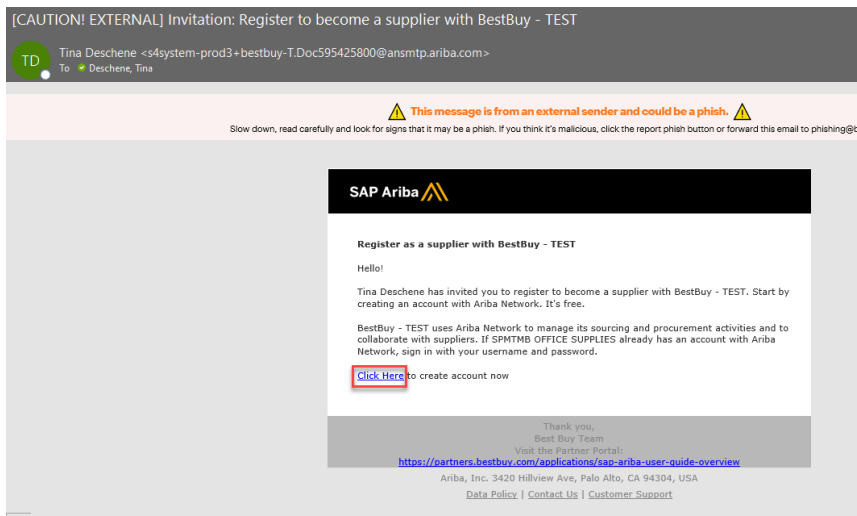 [CAUTION! EXTERNAL] Invitation: Register to become a supplier with BestBuy - TEST
TD
Tina Deschene <s4system-prod3+bestbuy-T.Doc595425800@ansmtp.ariba.com>
To Deschene, Tina
This message is from an external sender and could be a phish.
Slow down, read carefully and look for signs that it may be a phish. If you think it's malicious, click the report phish button or forward this email to phishing@b
SAP Ariba
Register as a supplier with BestBuy - TEST
Hello!
Tina Deschene has invited you to register to become a supplier with BestBuy - TEST. Start by
creating an account with Ariba Network. It's free.
BestBuy - TEST uses Ariba Network to manage its sourcing and procurement activities and to
collaborate with suppliers. If SPMTMB OFFICE SUPPLIES already has an account with Ariba
Network, sign in with your username and password.
Click Here to create account now
Thank you,
Best Buy Team
Visit the Partner Portal:
https://partners.bestbuy.com/applications/sap-ariba-user-guide-overview
Ariba, Inc. 3420 Hillview Ave, Palo Alto, CA 94304, USA
Data Policy | Contact Us | Customer Support